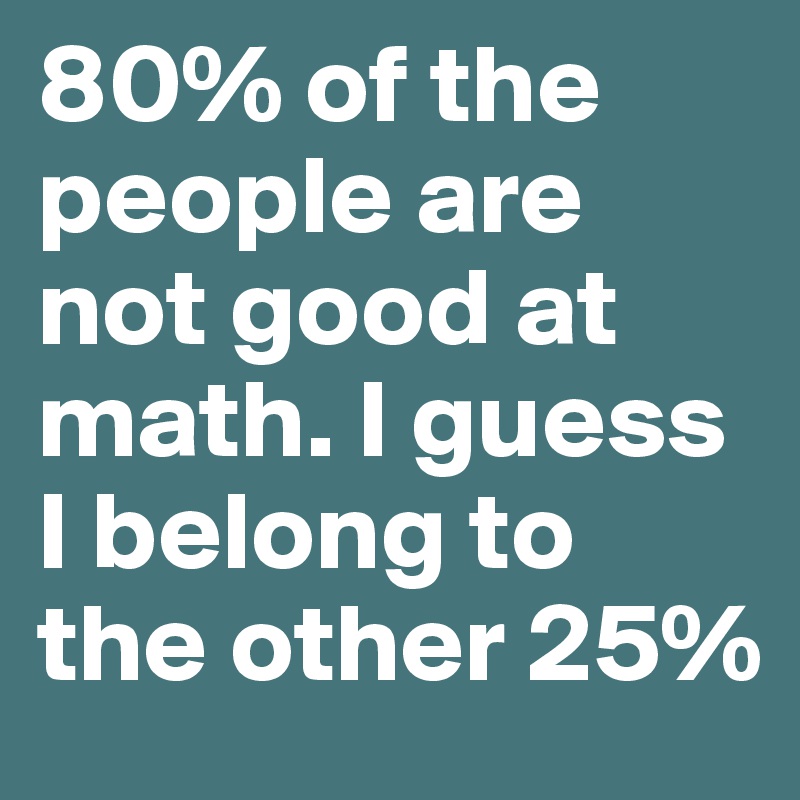 80% of the
people are
not good at
math. I guess
I belong to
the other 25%